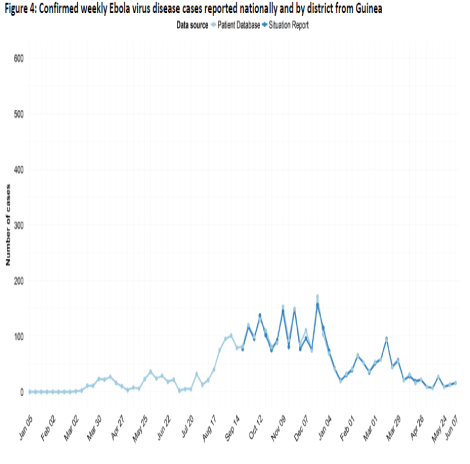 Figure 4: Confirmed weekly Ebola virus disease cases reported nationally and by district from Guinea
Data source Patient Database Situation Report
600
500
400
300
200
100
0
Number of cases
Jan 05
Feb 02
Mar 02
Mar 30
Apr 27
May 25
Jun 22
Jul 20
Aug 17
Sep 14
Oct 12
Nov 09
Dec 07
Jan 04
Feb 01
Mar 01
Mar 29
Apr 26
May 24
Jun 07